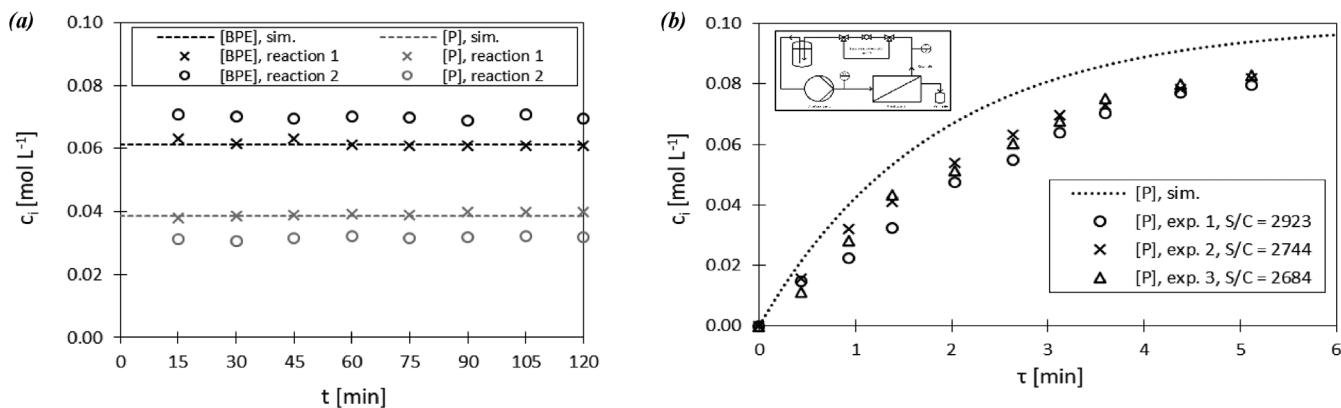 (a)
[BPE], sim.
[P], sim.
[BPE], reaction 1
[P], reaction 1
[BPE], reaction 2
[P], reaction 2
c_i [mol L⁻¹]
0.10
0.08
0.06
0.04
0.02
0.00
0 15 30 45 60 75 90 105 120
t [min]
(b)
c_i [mol L⁻¹]
0.10
0.08
0.06
0.04
0.02
0.00
[P], sim.
[P], exp. 1, S/C = 2923
[P], exp. 2, S/C = 2744
[P], exp. 3, S/C = 2684
0 1 2 3 4 5 6
τ [min]